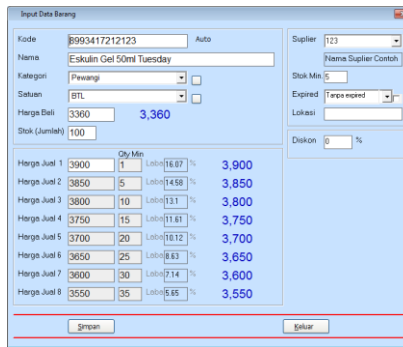 Input Data Barang
Kode 8993417212123 Auto
Nama Eskulin Gel 50ml Tuesday
Kategori Pewangi
Satuan BTL
Harga Beli 3360 3,360
Stok (Jumlah) 100
Suplier 123
Nama Suplier Contoh
Stok Min 5
Expired Tanpa expired
Lokasi
Diskon 0 %
Qty Min
Harga Jual 1 3900 1 Laba 16.07 % 3,900
Harga Jual 2 3850 5 Laba 14.58 % 3,850
Harga Jual 3 3800 10 Laba 13.1 % 3,800
Harga Jual 4 3750 15 Laba 11.61 % 3,750
Harga Jual 5 3700 20 Laba 10.12 % 3,700
Harga Jual 6 3650 25 Laba 8.63 % 3,650
Harga Jual 7 3600 30 Laba 7.14 % 3,600
Harga Jual 8 3550 35 Laba 5.65 % 3,550
Simpan Keluar